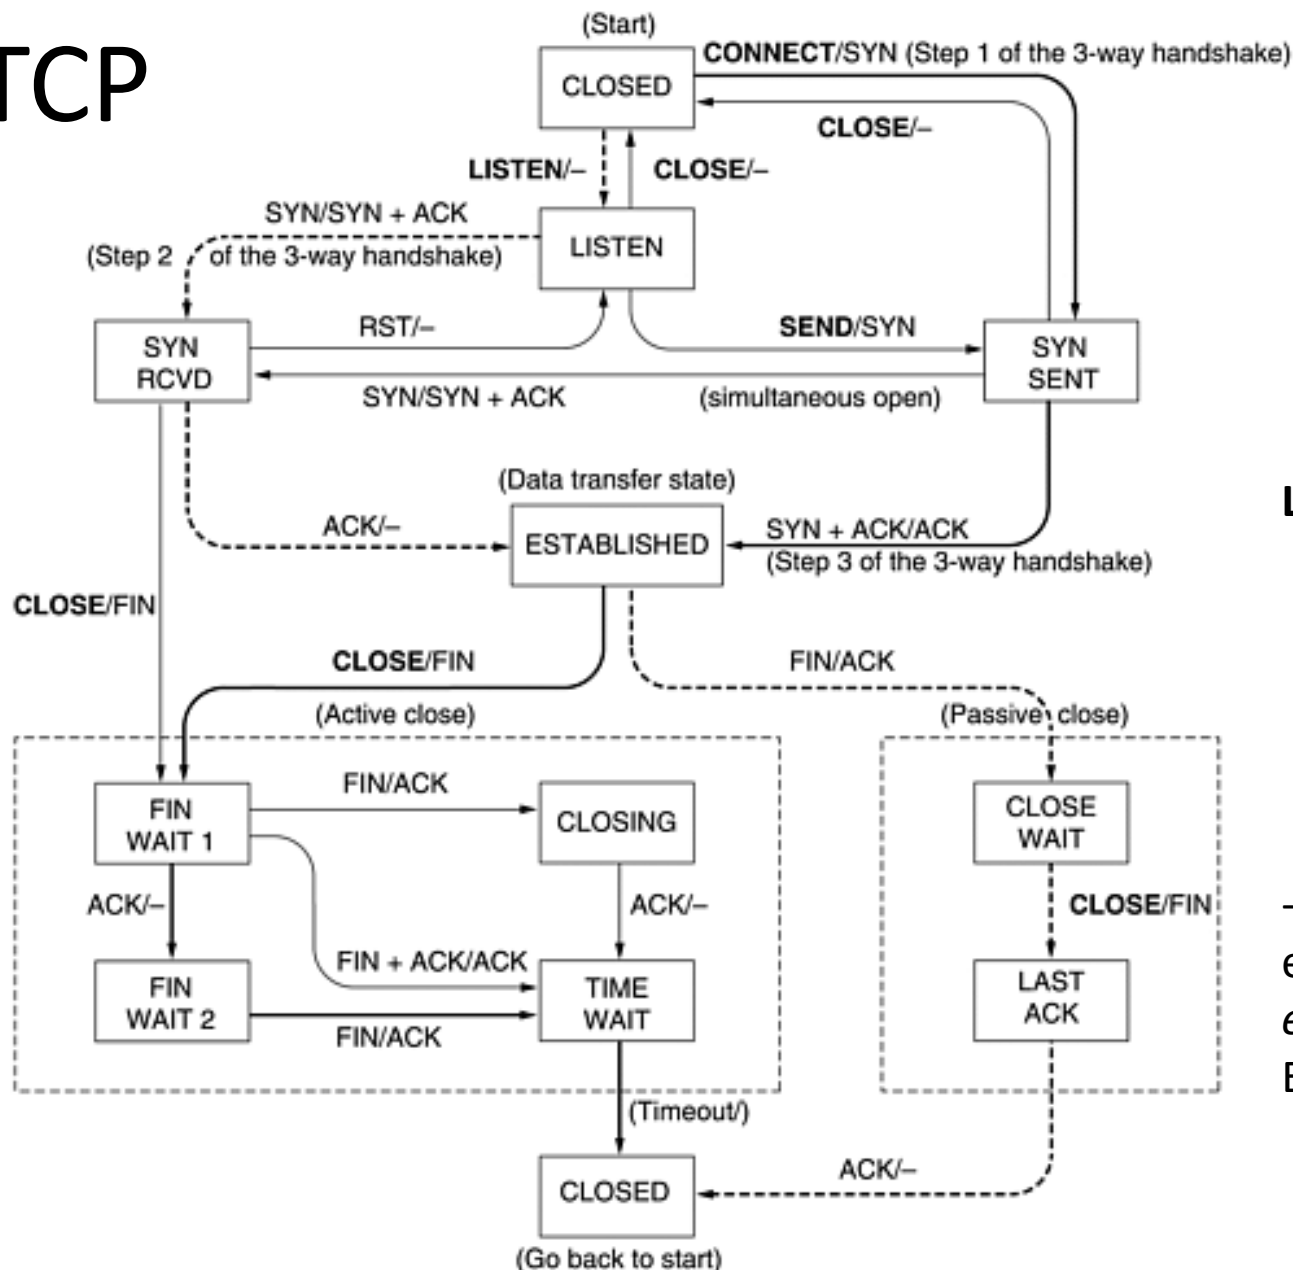 TCP
(Start)
CLOSED
CONNECT/SYN (Step 1 of the 3-way handshake)
CLOSE/–
LISTEN/–
CLOSE/–
SYN/SYN + ACK
(Step 2 of the 3-way handshake)
LISTEN
RST/–
SEND/SYN
SYN
RCVD
SYN
SENT
SYN/SYN + ACK
(simultaneous open)
(Data transfer state)
ACK/–
ESTABLISHED
SYN + ACK/ACK
(Step 3 of the 3-way handshake)
CLOSE/FIN
CLOSE/FIN
FIN/ACK
(Active close)
(Passive close)
FIN
WAIT 1
FIN/ACK
CLOSING
CLOSE
WAIT
ACK/–
ACK/–
CLOSE/FIN
FIN + ACK/ACK
FIN
WAIT 2
FIN/ACK
TIME
WAIT
LAST
ACK
(Timeout/)
CLOSED
ACK/–
(Go back to start)